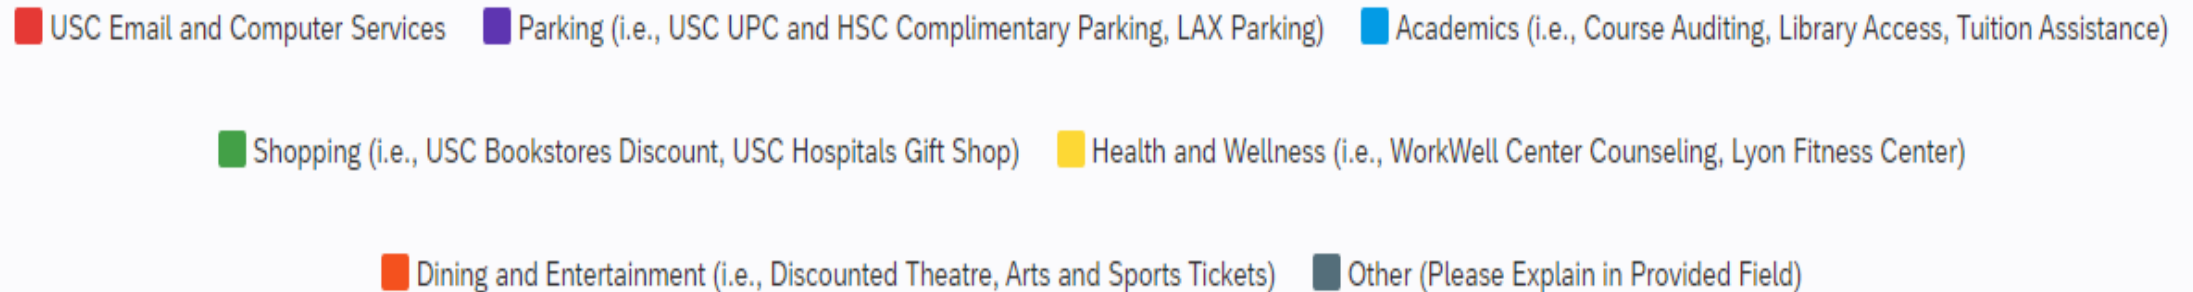 USC Email and Computer Services Parking (i.e., USC UPC and HSC Complimentary Parking, LAX Parking) Academics (i.e., Course Auditing, Library Access, Tuition Assistance)
Shopping (i.e., USC Bookstores Discount, USC Hospitals Gift Shop) Health and Wellness (i.e., WorkWell Center Counseling, Lyon Fitness Center)
Dining and Entertainment (i.e., Discounted Theatre, Arts and Sports Tickets) Other (Please Explain in Provided Field)